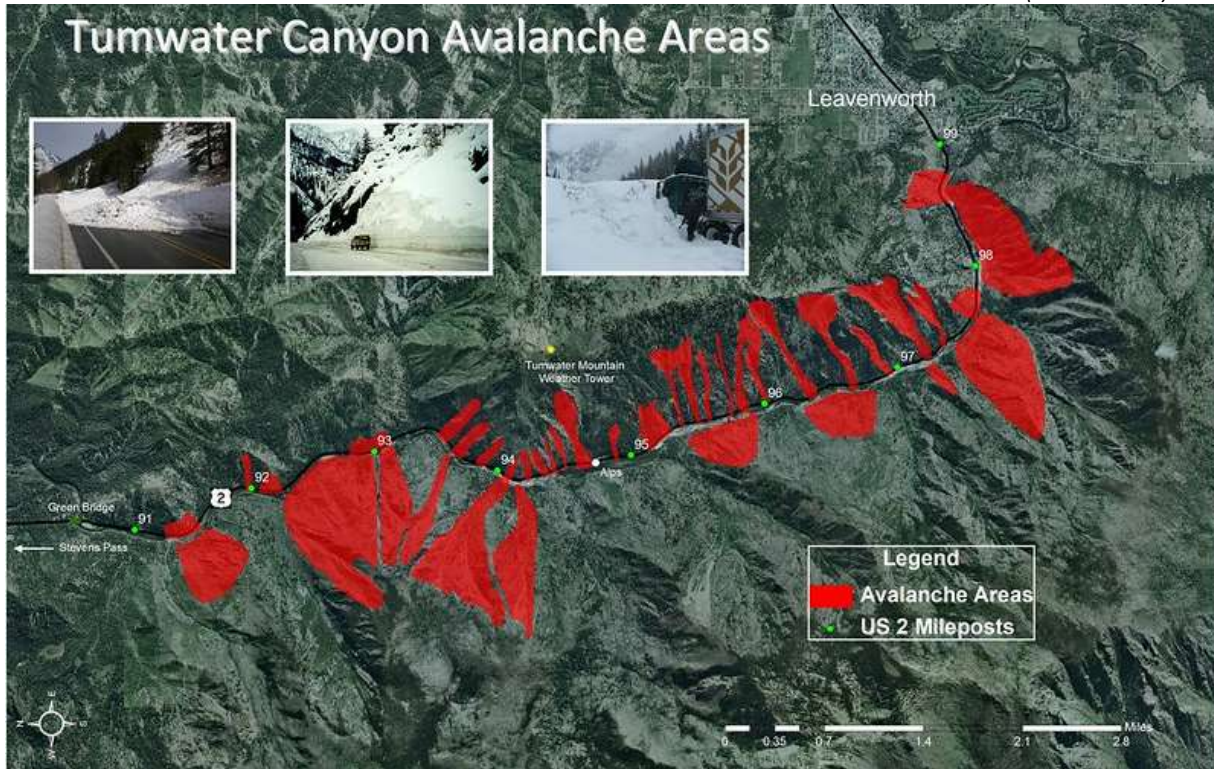 Tumwater Canyon Avalanche Areas
Leavenworth
99
98
Tumwater Mountain
Weather Tower
97
96
95
Alps
94
93
92
2
Green Bridge
91
Stevens Pass
Legend
Avalanche Areas
US 2 Mileposts
E
N
S
W
Miles
0
0.35
0.7
1.4
2.1
2.8